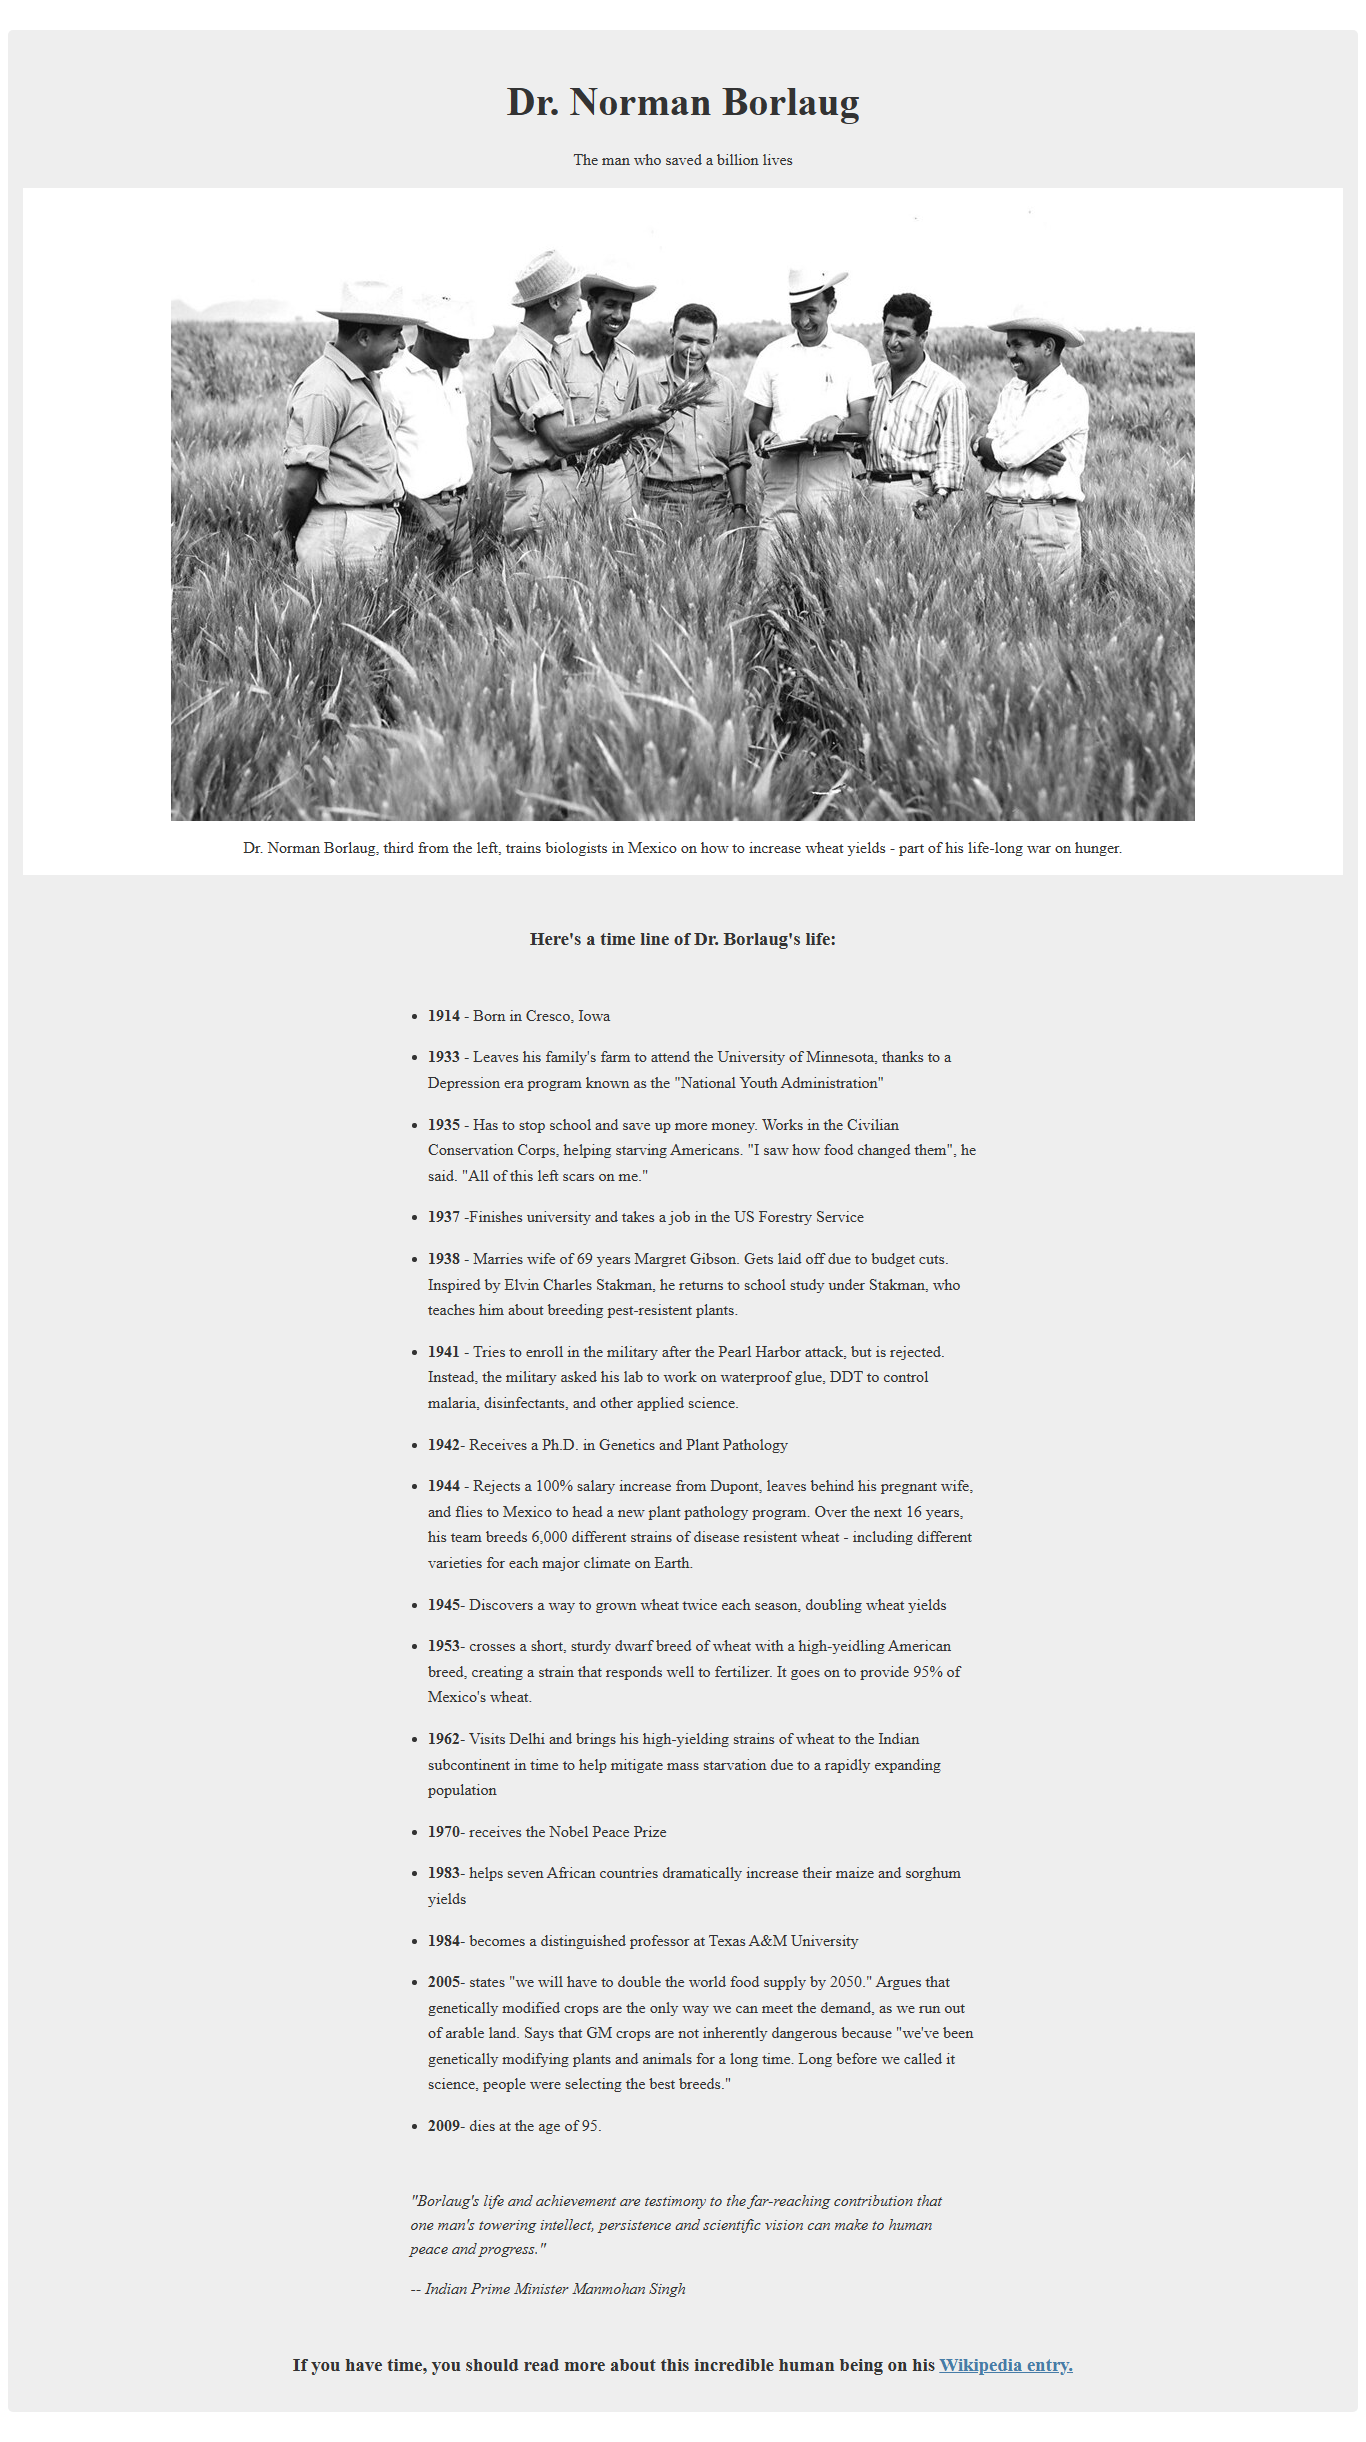 Dr. Norman Borlaug
The man who saved a billion lives
Dr. Norman Borlaug, third from the left, trains biologists in Mexico on how to increase wheat yields - part of his life-long war on hunger.
Here's a time line of Dr. Borlaug's life:
• 1914 - Born in Cresco, Iowa
• 1933 - Leaves his family's farm to attend the University of Minnesota, thanks to a
Depression era program known as the "National Youth Administration"
• 1935 - Has to stop school and save up more money. Works in the Civilian
Conservation Corps, helping starving Americans. "I saw how food changed them", he
said. "All of this left scars on me."
• 1937 -Finishes university and takes a job in the US Forestry Service
• 1938 - Marries wife of 69 years Margret Gibson. Gets laid off due to budget cuts.
Inspired by Elvin Charles Stakman, he returns to school study under Stakman, who
teaches him about breeding pest-resistent plants.
• 1941 - Tries to enroll in the military after the Pearl Harbor attack, but is rejected.
Instead, the military asked his lab to work on waterproof glue, DDT to control
malaria, disinfectants, and other applied science.
• 1942- Receives a Ph.D. in Genetics and Plant Pathology
• 1944 - Rejects a 100% salary increase from Dupont, leaves behind his pregnant wife,
and flies to Mexico to head a new plant pathology program. Over the next 16 years,
his team breeds 6,000 different strains of disease resistent wheat - including different
varieties for each major climate on Earth.
• 1945- Discovers a way to grown wheat twice each season, doubling wheat yields
• 1953- crosses a short, sturdy dwarf breed of wheat with a high-yeidling American
breed, creating a strain that responds well to fertilizer. It goes on to provide 95% of
Mexico's wheat.
• 1962- Visits Delhi and brings his high-yielding strains of wheat to the Indian
subcontinent in time to help mitigate mass starvation due to a rapidly expanding
population
• 1970- receives the Nobel Peace Prize
• 1983- helps seven African countries dramatically increase their maize and sorghum
yields
• 1984- becomes a distinguished professor at Texas A&M University
• 2005- states "we will have to double the world food supply by 2050." Argues that
genetically modified crops are the only way we can meet the demand, as we run out
of arable land. Says that GM crops are not inherently dangerous because "we've been
genetically modifying plants and animals for a long time. Long before we called it
science, people were selecting the best breeds."
• 2009- dies at the age of 95.
"Borlaug's life and achievement are testimony to the far-reaching contribution that
one man's towering intellect, persistence and scientific vision can make to human
peace and progress."
-- Indian Prime Minister Manmohan Singh
If you have time, you should read more about this incredible human being on his Wikipedia entry.